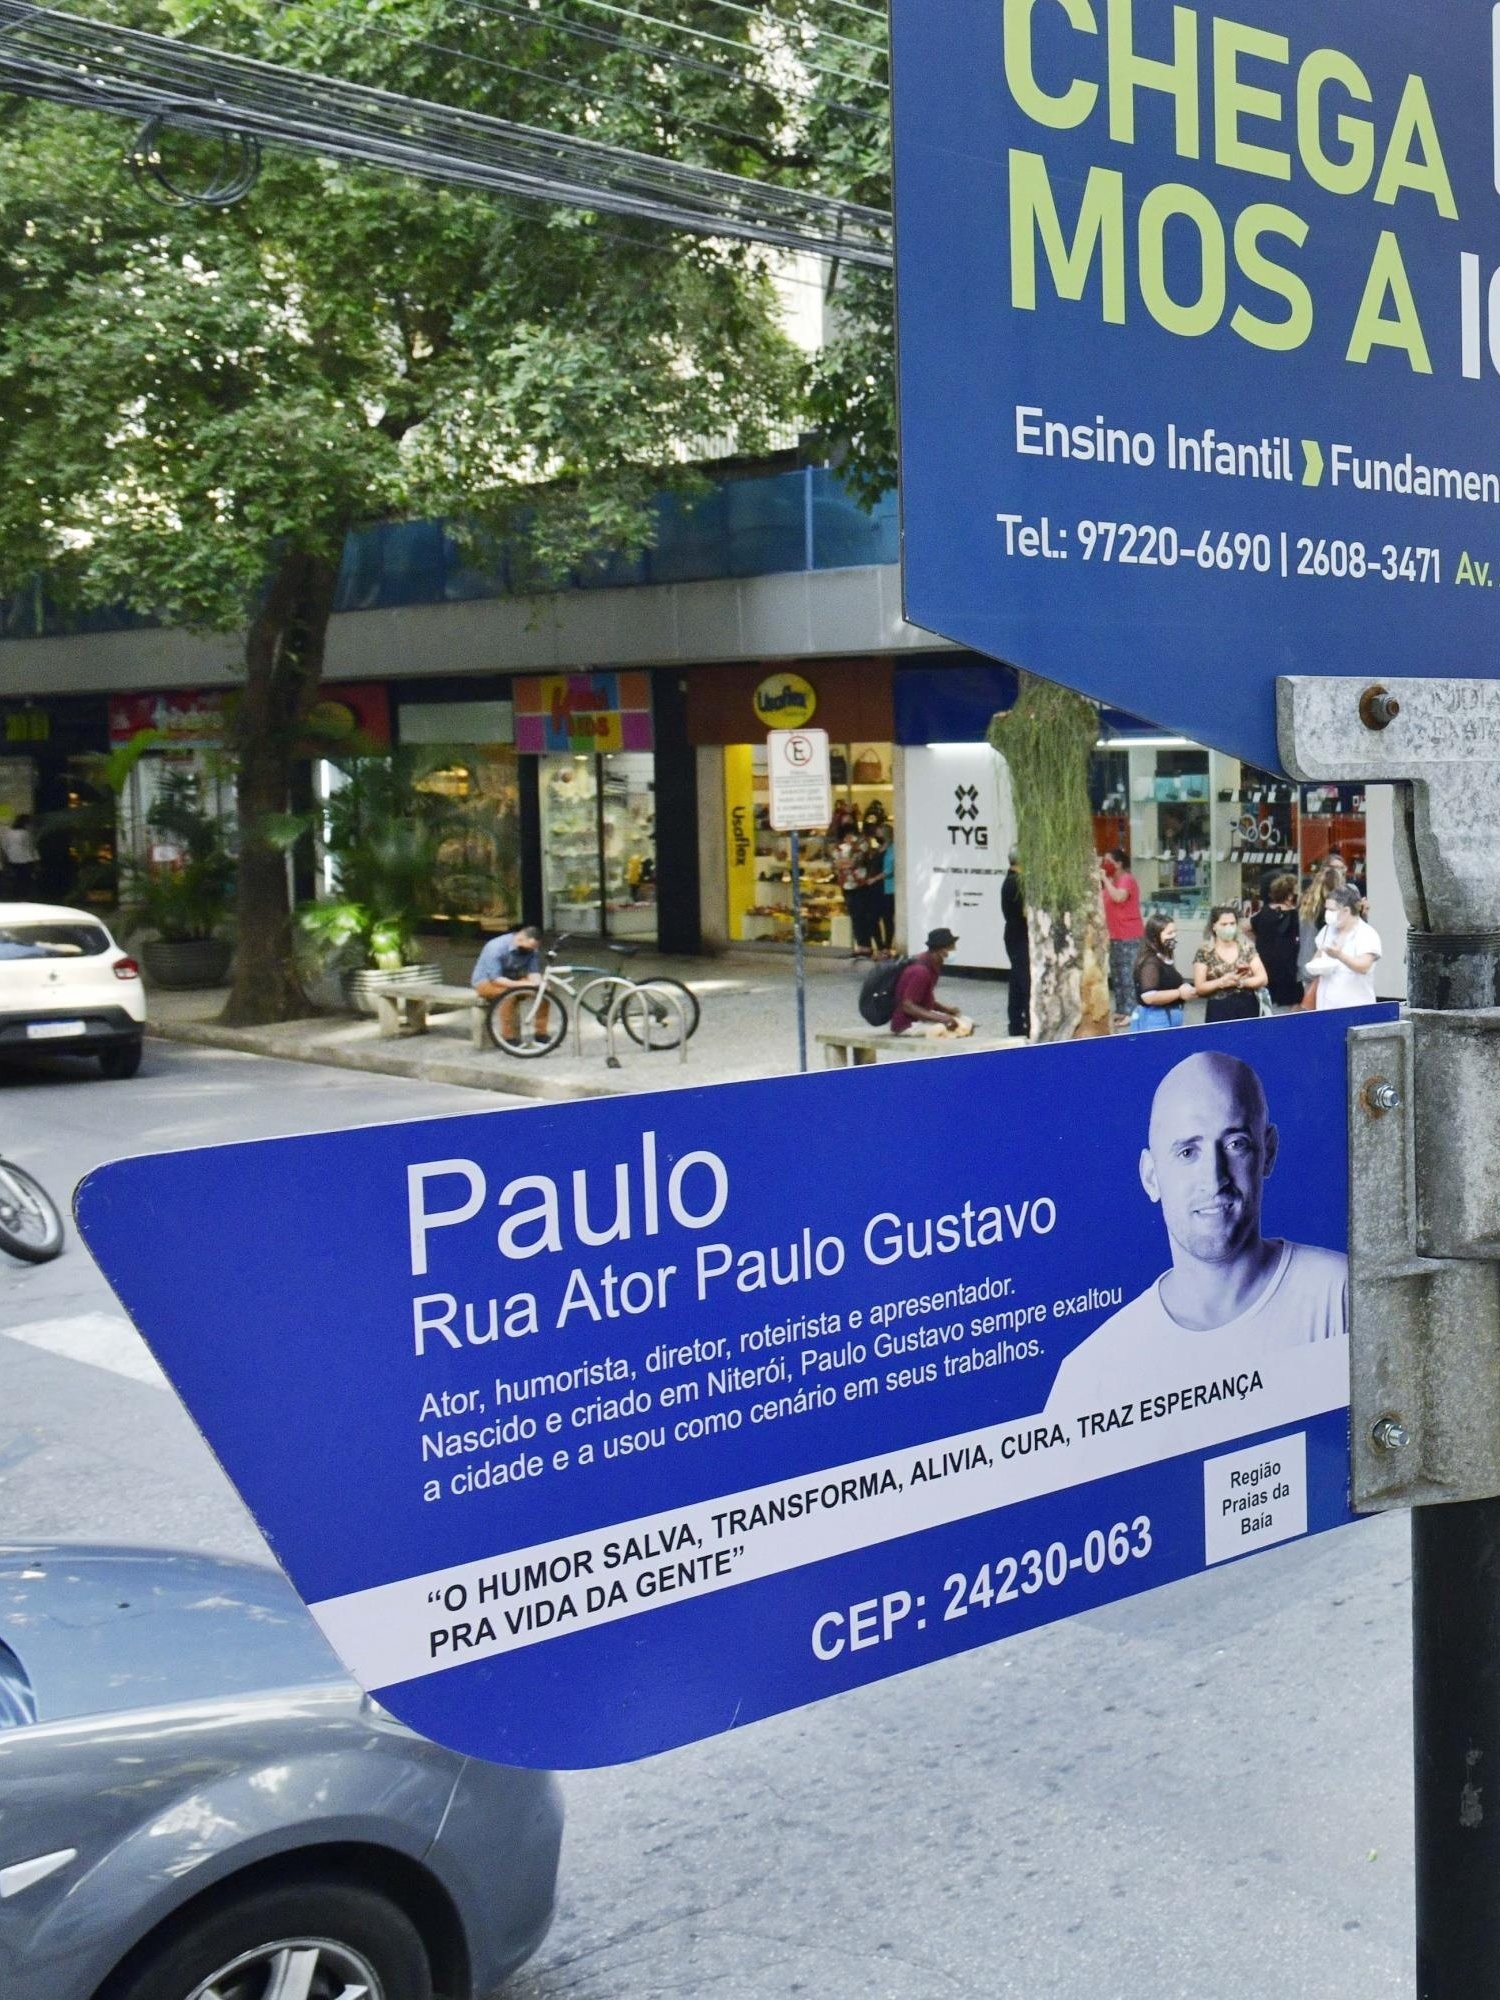 CHEGA
MOS A
Ensino Infantil Fundamen
Tel.: 97220-6690 | 2608-3471 Av.
Usaflex
Usaflex
E
TYG
Paulo
Rua Ator Paulo Gustavo
Ator, humorista, diretor, roteirista e apresentador.
Nascido e criado em Niterói, Paulo Gustavo sempre exaltou
a cidade e a usou como cenário em seus trabalhos.
“O HUMOR SALVA, TRANSFORMA, ALIVIA, CURA, TRAZ ESPERANÇA
PRA VIDA DA GENTE”
CEP: 24230-063
Região
Praias da
Baía